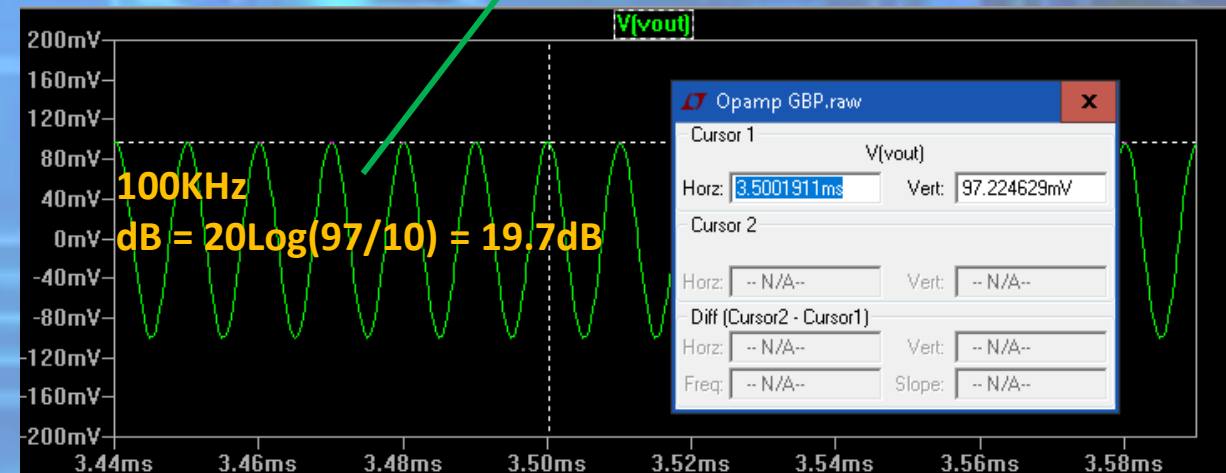 V(vout)
200mV
160mV
120mV
80mV
40mV
0mV
-40mV
-80mV
-120mV
-160mV
-200mV
100KHz
dB = 20Log(97/10) = 19.7dB
Opamp GBP.raw
x
Cursor 1
V(vout)
Horz: 3.5001911ms Vert: 97.224629mV
Cursor 2
Horz: -- N/A-- Vert: -- N/A--
Diff (Cursor2 - Cursor1)
Horz: -- N/A-- Vert: -- N/A--
Freq: -- N/A-- Slope: -- N/A--
3.44ms 3.46ms 3.48ms 3.50ms 3.52ms 3.54ms 3.56ms 3.58ms